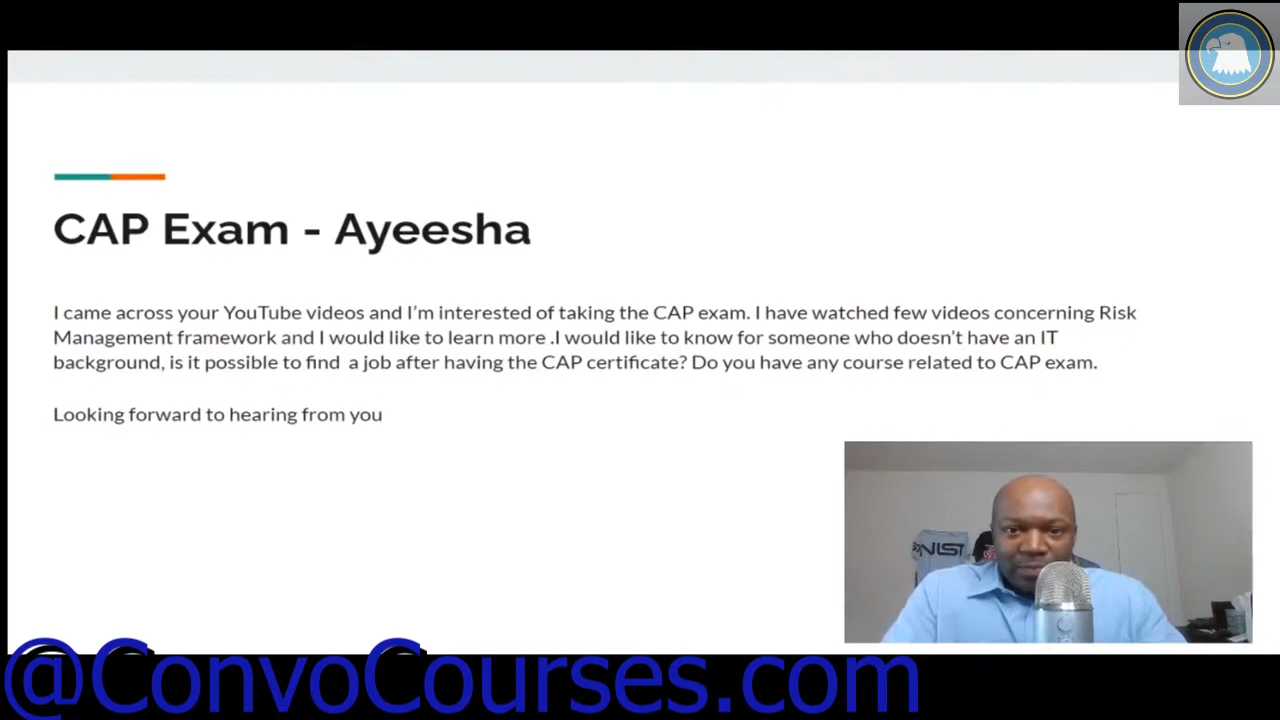 CAP Exam - Ayeesha
I came across your YouTube videos and I'm interested of taking the CAP exam. I have watched few videos concerning Risk
Management framework and I would like to learn more .I would like to know for someone who doesn't have an IT
background, is it possible to find  a job after having the CAP certificate? Do you have any course related to CAP exam.
Looking forward to hearing from you
NIST
@ConvoCourses.com